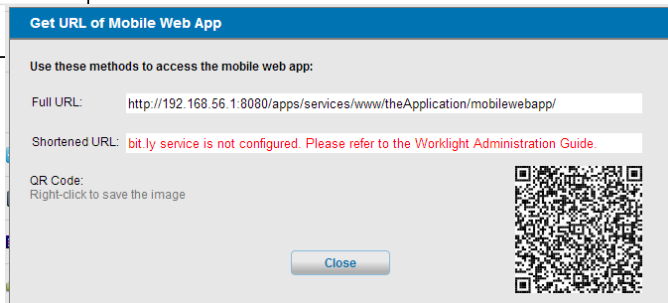 Get URL of Mobile Web App
Use these methods to access the mobile web app:
Full URL: http://192.168.56.1:8080/apps/services/www/theApplication/mobilewebapp/
Shortened URL: bit.ly service is not configured. Please refer to the Worklight Administration Guide.
QR Code:
Right-click to save the image
Close